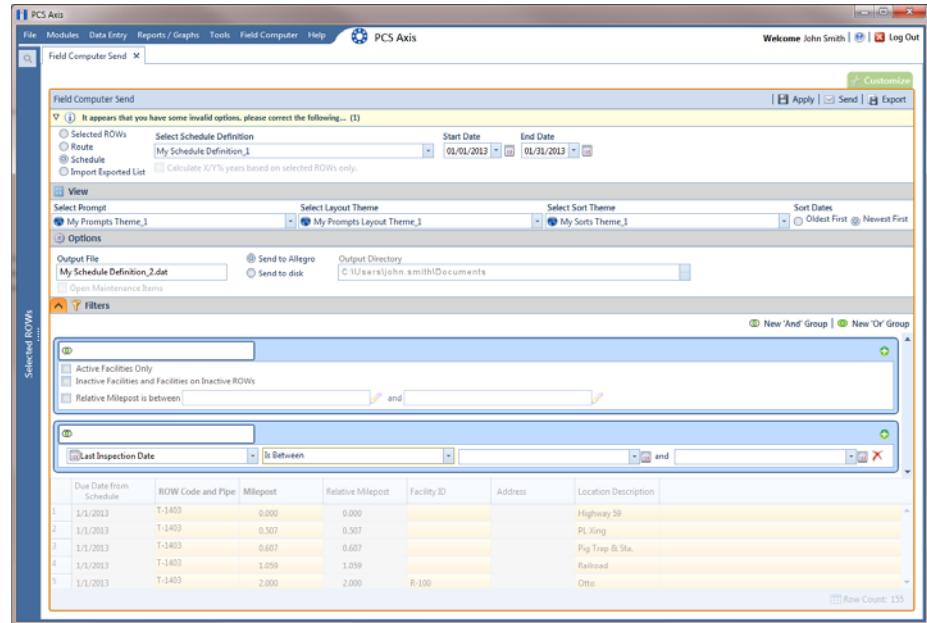 PCS Axis
File Modules Data Entry Reports / Graphs Tools Field Computer Help PCS Axis Welcome John Smith Log Out
Field Computer Send
Customize
Field Computer Send Apply Send Export
It appears that you have some invalid options, please correct the following... (1)
Selected ROWs Select Schedule Definition Start Date End Date
Route My Schedule Definition_1 01/01/2013 01/31/2013
Schedule
Import Exported List Calculate X/Y% years based on selected ROWs only.
View
Select Prompt Select Layout Theme Select Sort Theme Sort Dates
My Prompts Theme_1 My Prompts Layout Theme_1 My Sorts Theme_1 Oldest First Newest First
Options
Output File Send to Allegro Output Directory
My Schedule Definition_2.dat Send to disk C:\Users\john.smith\Documents
Open Maintenance Items
Filters
Selected ROWs
New 'And' Group New 'Or' Group
Active Facilities Only
Inactive Facilities and Facilities on Inactive ROWs
Relative Milepost is between and
Last Inspection Date Is Between and
Due Date from Schedule ROW Code and Pipe Milepost Relative Milepost Facility ID Address Location Description
1 1/1/2013 T-1403 0.000 0.000 Highway 59
2 1/1/2013 T-1403 0.507 0.507 PL Xing
3 1/1/2013 T-1403 0.607 0.607 Pig Trap & Sta.
4 1/1/2013 T-1403 1.059 1.059 Railroad
5 1/1/2013 T-1403 2.000 2.000 R-100 Otto
Row Count: 155